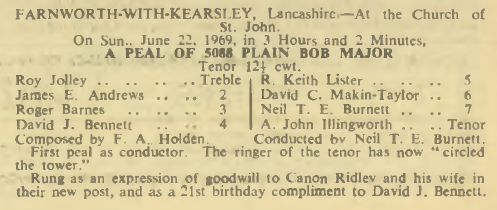 FARNWORTH-WITH-KEARSLEY, Lancashire.—At the Church of
St. John.
On Sun., June 22, 1969, in 3 Hours and 2 Minutes,
A PEAL OF 5088 PLAIN BOB MAJOR
Tenor 12½ cwt.
Roy Jolley .. .. .. .. Treble R. Keith Lister .. .. .. .. 5
James E. Andrews .. .. 2 David C. Makin-Taylor .. 6
Roger Barnes .. .. .. 3 Neil T. E. Burnett .. .. .. 7
David J. Bennett .. .. 4 A. John Illingworth .. .. Tenor
Composed by F. A. Holden. Conducted by Neil T. E. Burnett.
First peal as conductor. The ringer of the tenor has now "circled
the tower."
Rung as an expression of goodwill to Canon Ridley and his wife in
their new post, and as a 21st birthday compliment to David J. Bennett.